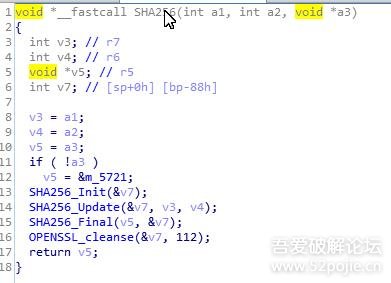 1 void *__fastcall SHA256(int a1, int a2, void *a3)
2 {
3 int v3; // r7
4 int v4; // r6
5 void *v5; // r5
6 int v7; // [sp+0h] [bp-88h]
7
8 v3 = a1;
9 v4 = a2;
10 v5 = a3;
11 if ( !a3 )
12 v5 = &m_5721;
13 SHA256_Init(&v7);
14 SHA256_Update(&v7, v3, v4);
15 SHA256_Final(v5, &v7);
16 OPENSSL_cleanse(&v7, 112);
17 return v5;
18 }
吾爱破解论坛
www.52pojie.cn